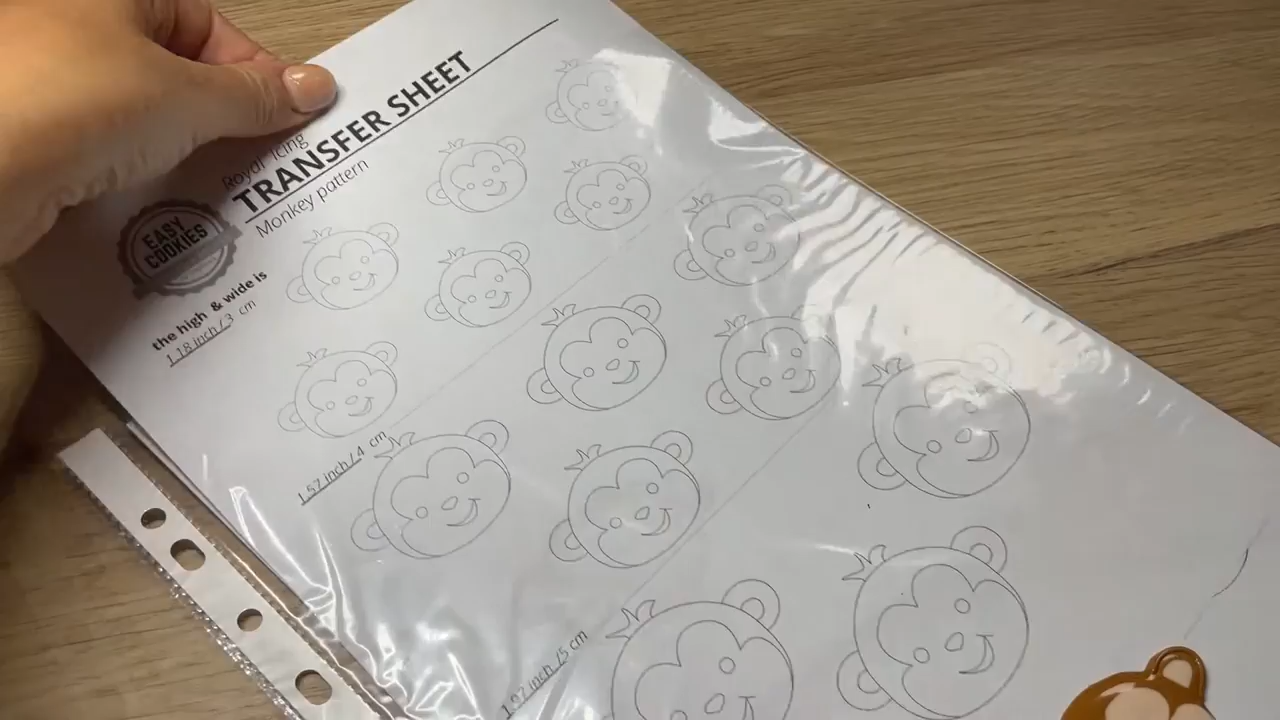 Royal Icing
TRANSFER SHEET
Monkey pattern
EASY
COOKIES
the high & wide is
1.18 inch / 3 cm
1.57 inch / 4 cm
1.97 inch / 5 cm